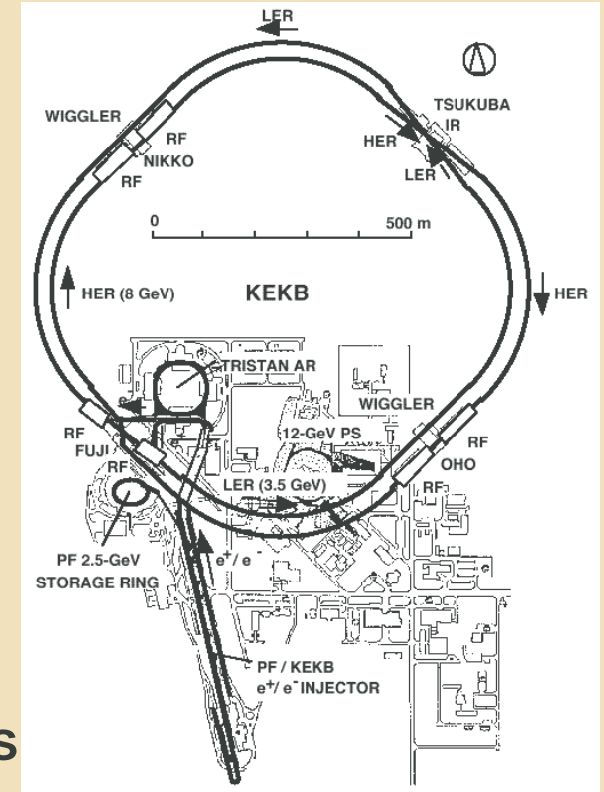 LER
WIGGLER
RF
NIKKO
RF
TSUKUBA
IR
HER
LER
0
500 m
HER (8 GeV)
KEKB
HER
TRISTAN AR
WIGGLER
RF
12-GeV PS
RF
FUJI
OHO
RF
LER (3.5 GeV)
RF
PF 2.5-GeV
STORAGE RING
e+/ e-
PF / KEKB
e+/ e- INJECTOR
S